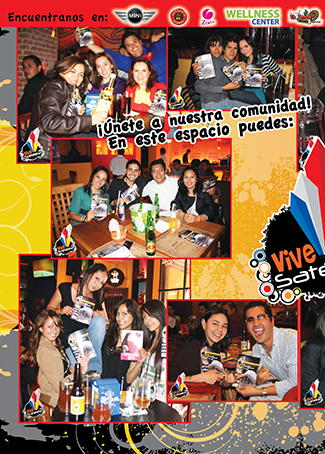 Encuentranos en:
MINI
WELLNESS
CENTER
¡Únete a nuestra comunidad!
En este espacio puedes:
Vive
Sate